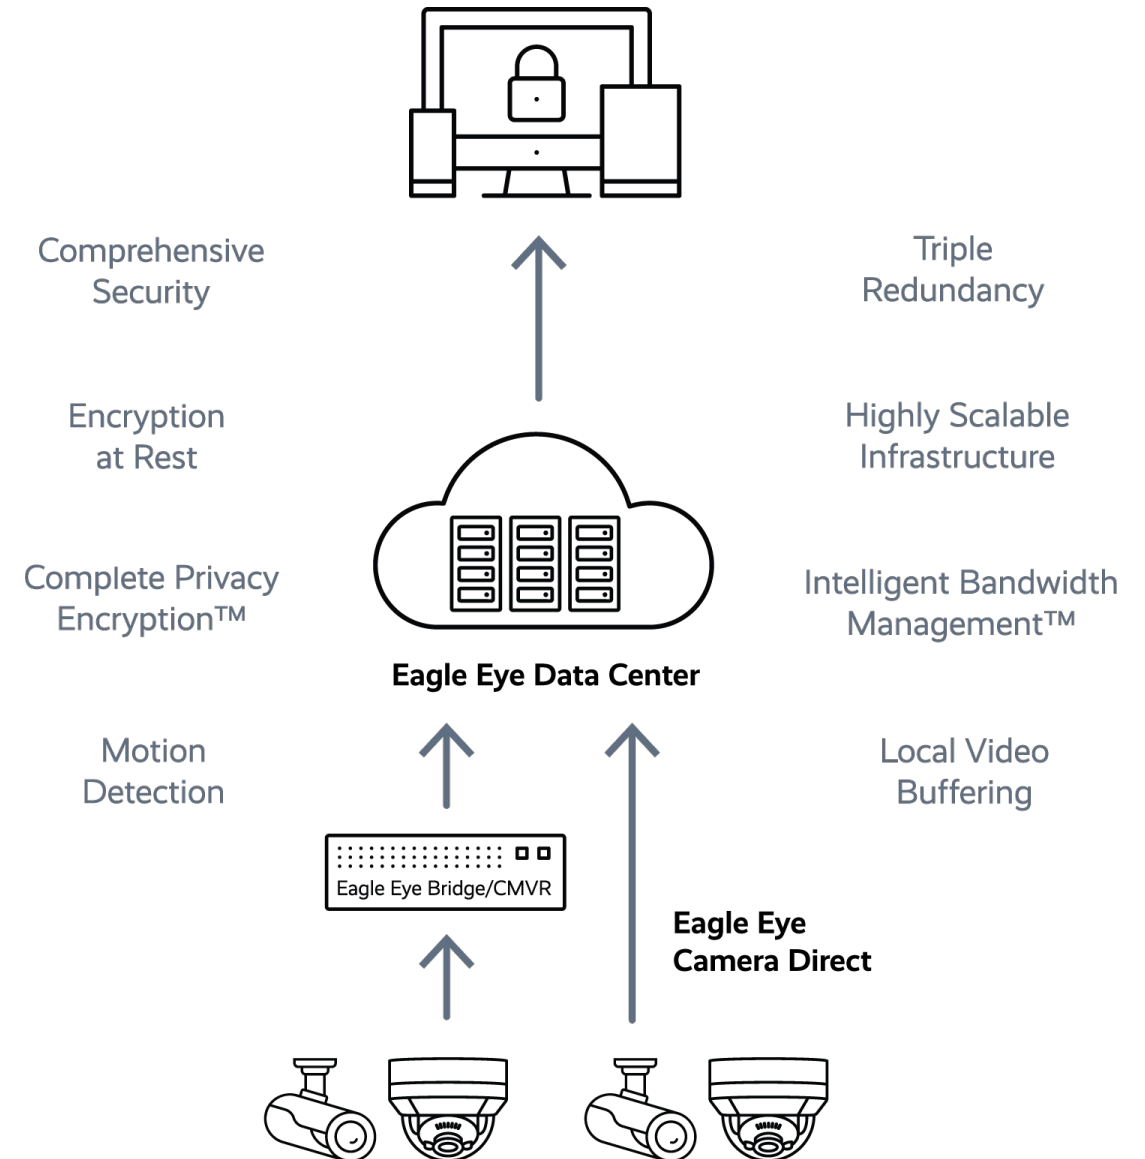 Comprehensive
Security
Triple
Redundancy
Encryption
at Rest
Highly Scalable
Infrastructure
Complete Privacy
Encryption™
Intelligent Bandwidth
Management™
Eagle Eye Data Center
Motion
Detection
Local Video
Buffering
Eagle Eye Bridge/CMVR
Eagle Eye
Camera Direct